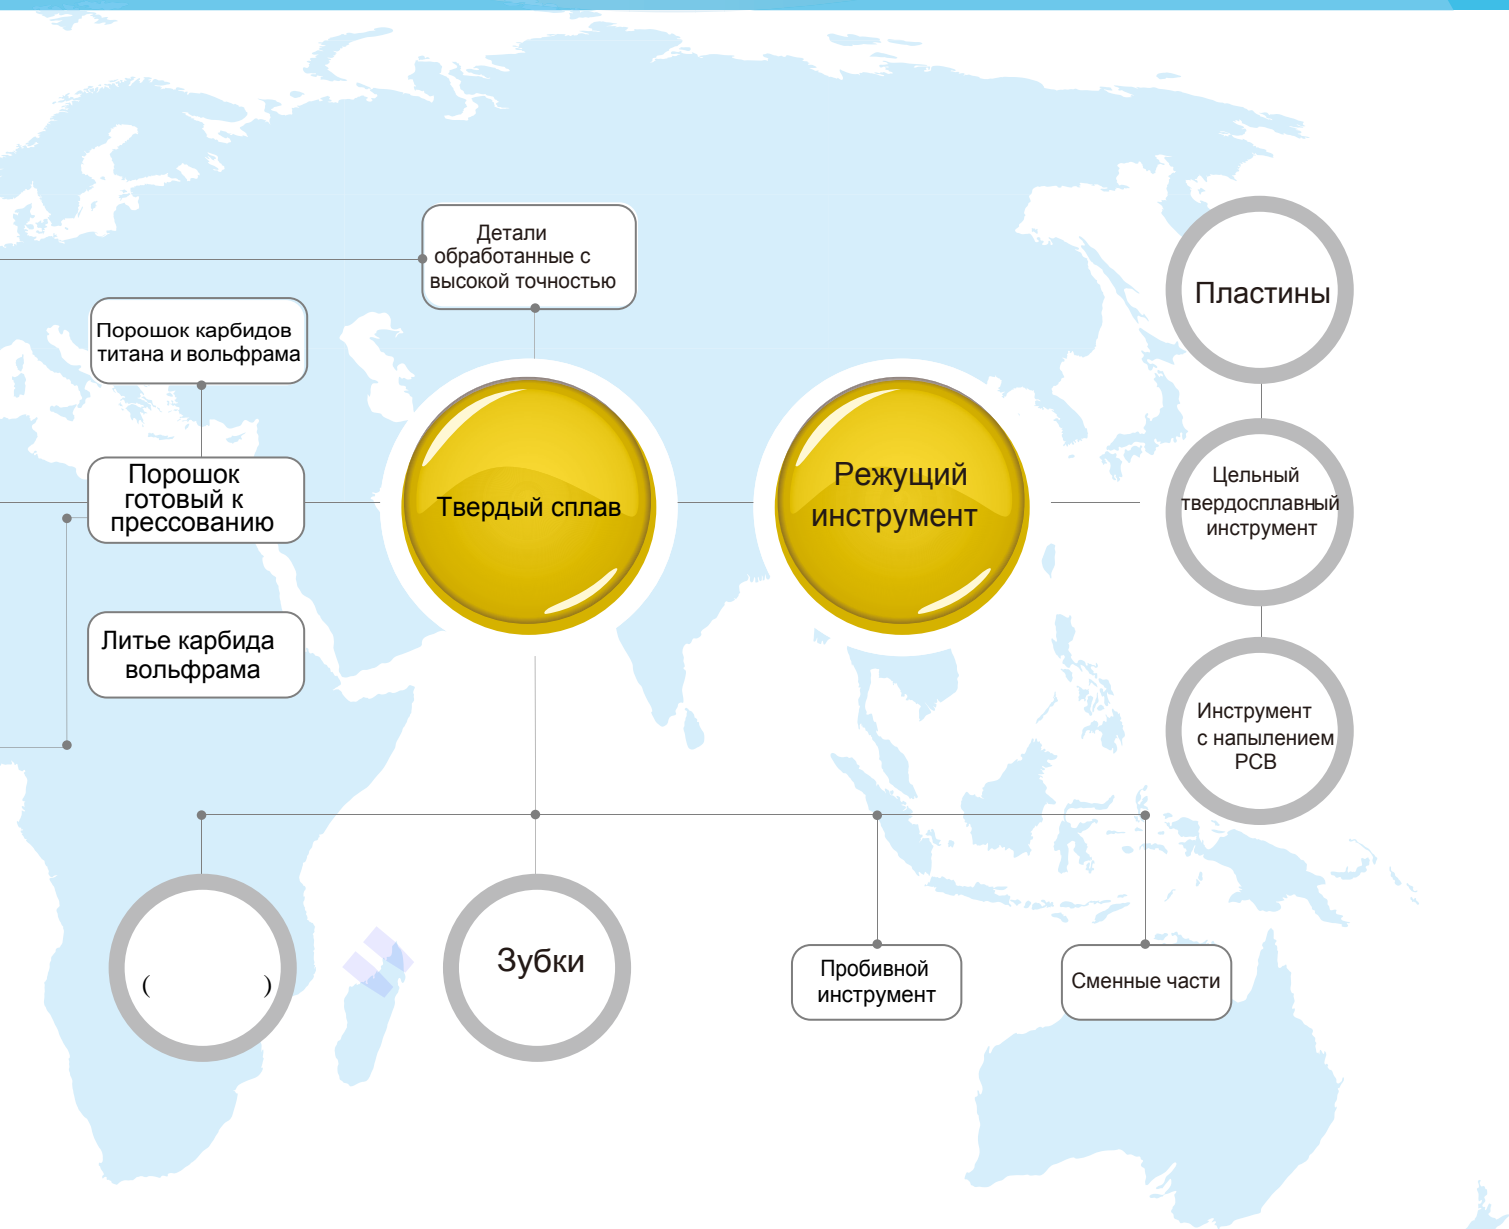 Детали
обработанные с
высокой точностью
Порошок карбидов
титана и вольфрама
Пластины
Порошок
готовый к
прессованию
Твердый сплав
Режущий
инструмент
Цельный
твердосплавный
инструмент
Литье карбида
вольфрама
Инструмент
с напылением
PCB
( )
Зубки
Пробивной
инструмент
Сменные части